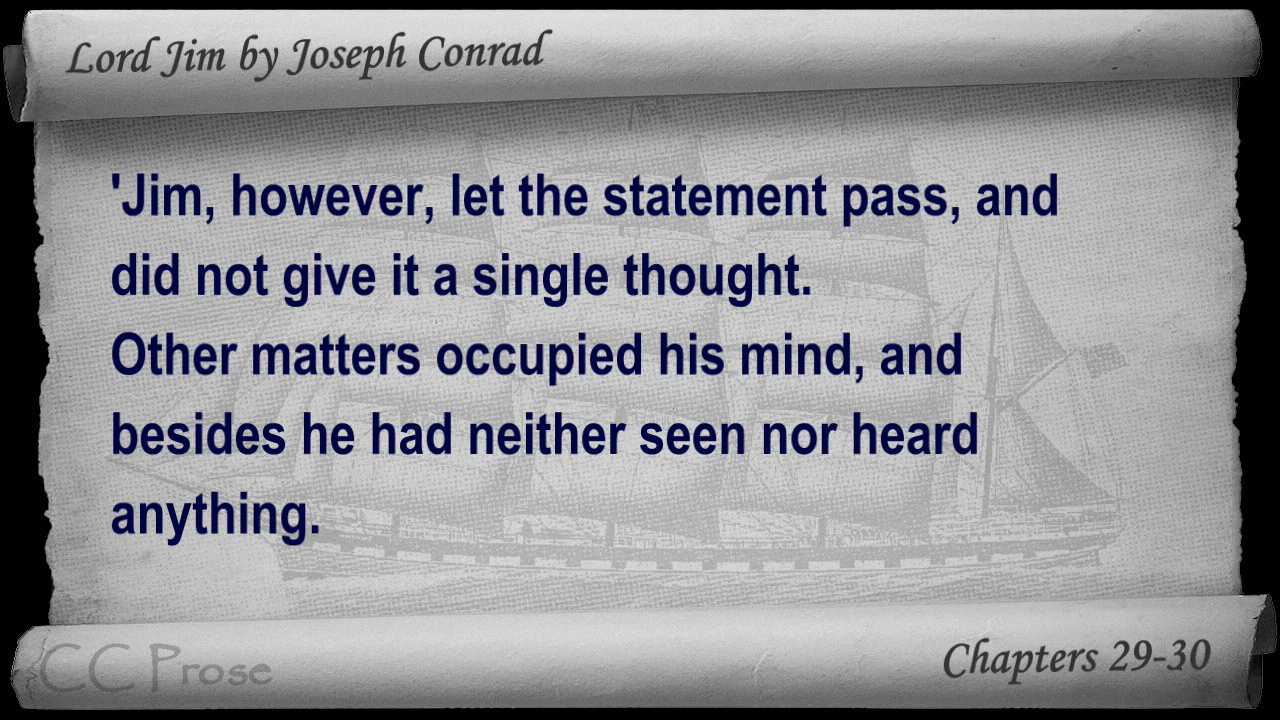 Lord Jim by Joseph Conrad
'Jim, however, let the statement pass, and
did not give it a single thought.
Other matters occupied his mind, and
besides he had neither seen nor heard
anything.
CC Prose
Chapters 29-30